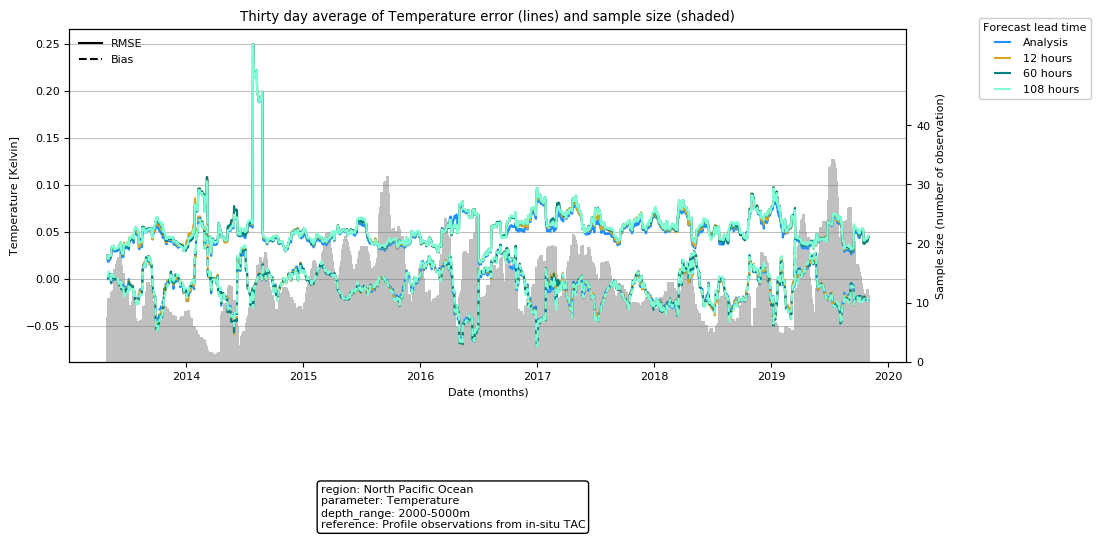 Thirty day average of Temperature error (lines) and sample size (shaded)
Forecast lead time
Analysis
12 hours
60 hours
108 hours
RMSE
Bias
0.25
0.20
0.15
0.10
0.05
0.00
−0.05
Temperature [Kelvin]
40
30
20
10
0
Sample size (number of observation)
2014 2015 2016 2017 2018 2019 2020
Date (months)
region: North Pacific Ocean
parameter: Temperature
depth_range: 2000-5000m
reference: Profile observations from in-situ TAC